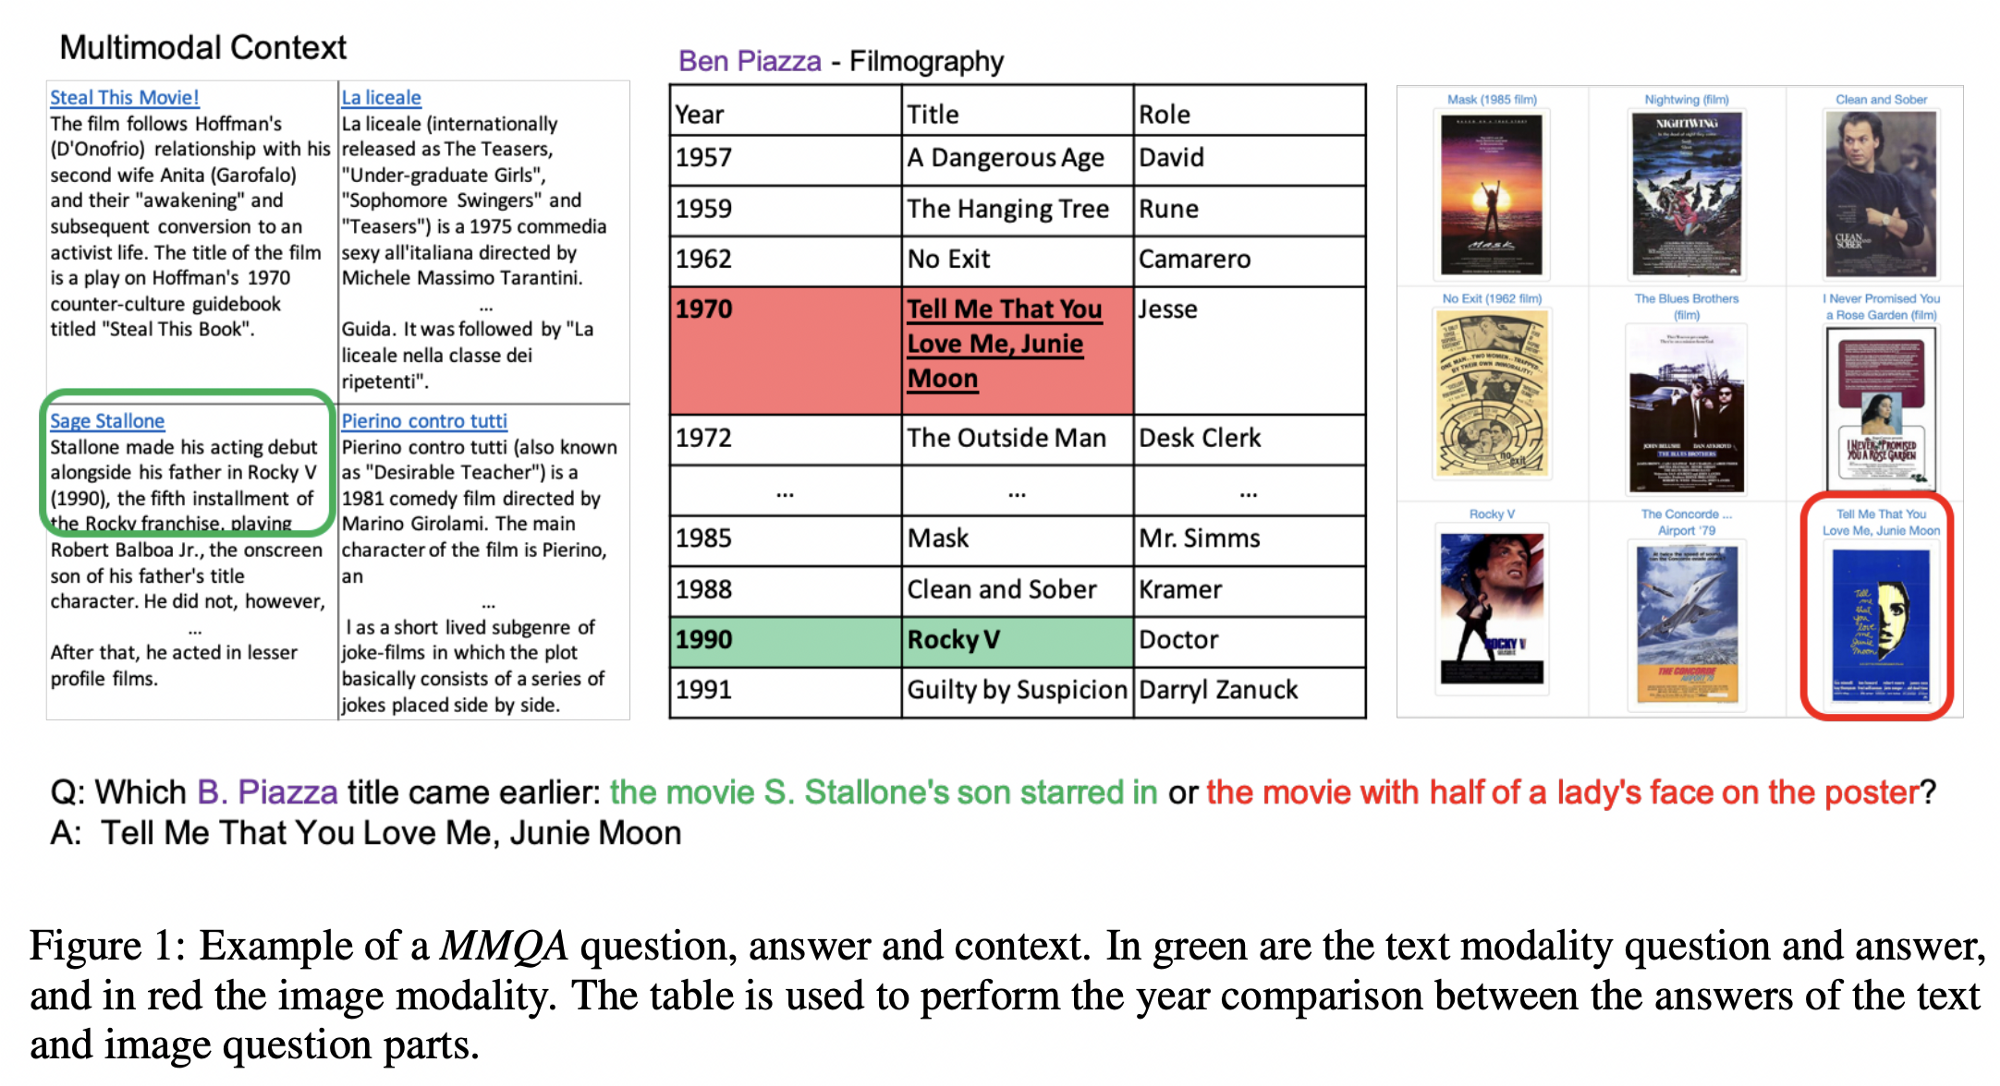 Multimodal Context
Steal This Movie!
The film follows Hoffman's
(D'Onofrio) relationship with his
second wife Anita (Garofalo)
and their "awakening" and
subsequent conversion to an
activist life. The title of the film
is a play on Hoffman's 1970
counter-culture guidebook
titled "Steal This Book".
La liceale
La liceale (internationally
released as The Teasers,
"Under-graduate Girls",
"Sophomore Swingers" and
"Teasers") is a 1975 commedia
sexy all'italiana directed by
Michele Massimo Tarantini.
...
Guida. It was followed by "La
liceale nella classe dei
ripetenti".
Sage Stallone
Stallone made his acting debut
alongside his father in Rocky V
(1990), the fifth installment of
the Rocky franchise, playing
Robert Balboa Jr., the onscreen
son of his father's title
character. He did not, however,
...
After that, he acted in lesser
profile films.
Pierino contro tutti
Pierino contro tutti (also known
as "Desirable Teacher") is a
1981 comedy film directed by
Marino Girolami. The main
character of the film is Pierino,
an
...
I as a short lived subgenre of
joke-films in which the plot
basically consists of a series of
jokes placed side by side.
Ben Piazza - Filmography
Year Title Role
1957 A Dangerous Age David
1959 The Hanging Tree Rune
1962 No Exit Camarero
1970 Tell Me That You Jesse
Love Me, Junie
Moon
1972 The Outside Man Desk Clerk
... ... ...
1985 Mask Mr. Simms
1988 Clean and Sober Kramer
1990 Rocky V Doctor
1991 Guilty by Suspicion Darryl Zanuck
Mask (1985 film)
MASK
Nightwing (film)
NIGHTWING
Clean and Sober
CLEAN AND
SOBER
No Exit (1962 film)
ONE MAN...TWO WOMEN...TRAPPED
BY THEIR OWN IMMORALITY!
no exit
The Blues Brothers
(film)
JOHN BELUSHI DAN AYKROYD
THE BLUES BROTHERS
I Never Promised You
a Rose Garden (film)
I NEVER PROMISED
YOU A ROSE GARDEN
Rocky V
ROCKY V
The Concorde ...
Airport '79
THE CONCORDE
AIRPORT '79
Tell Me That You
Love Me, Junie Moon
Tell
me
that
you
love
me,
Junie
Moon
Q: Which B. Piazza title came earlier: the movie S. Stallone's son starred in or the movie with half of a lady's face on the poster?
A: Tell Me That You Love Me, Junie Moon
Figure 1: Example of a MMQA question, answer and context. In green are the text modality question and answer,
and in red the image modality. The table is used to perform the year comparison between the answers of the text
and image question parts.